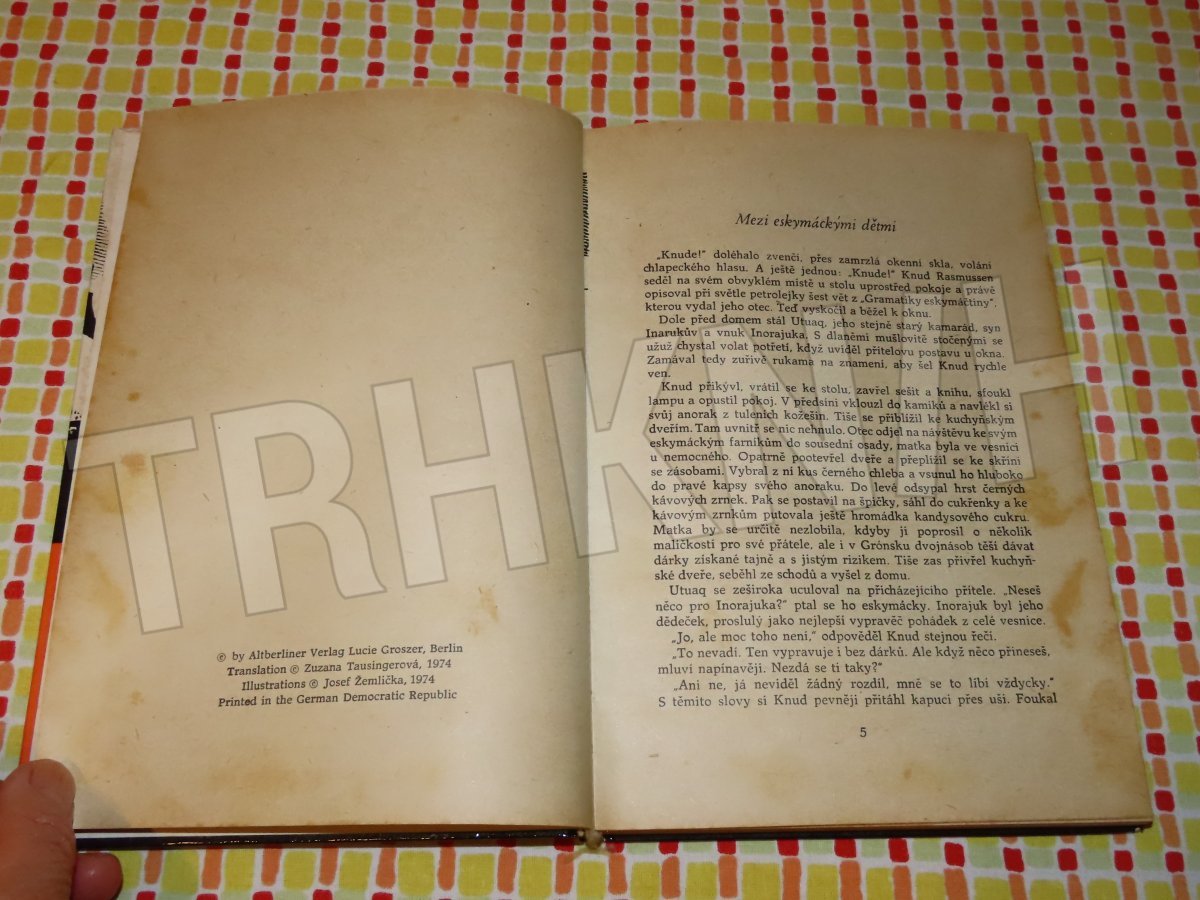 © by Altberliner Verlag Lucie Groszer, Berlin
Translation © Zuzana Tausingerová, 1974
Illustrations © Josef Žemlička, 1974
Printed in the German Democratic Republic
Mezi eskymáckými dětmi
„Knude!" doléhalo zvenčí, přes zamrzlá okenní skla, volání
chlapeckého hlasu. A ještě jednou: „Knude!" Knud Rasmussen
seděl na svém obvyklém místě u stolu uprostřed pokoje a právě
opisoval při světle petrolejky šest vět z „Gramatiky eskymáčtiny",
kterou vydal jeho otec. Teď vyskočil a běžel k oknu.
Dole před domem stál Utuaq, jeho stejně starý kamarád, syn
Inarukův a vnuk Inorajuka. S dlaněmi mušlovitě stočenými se
užuž chystal volat potřetí, když uviděl přítelovu postavu u okna.
Zamával tedy zuřivě rukama na znamení, aby šel Knud rychle
ven.
Knud přikývl, vrátil se ke stolu, zavřel sešit a knihu, sfoukl
lampu a opustil pokoj. V předsíni vklouzl do kamiků a navlékl si
svůj anorak z tuleních kožešin. Tiše se přiblížil ke kuchyňským
dveřím. Tam uvnitř se nic nehnulo. Otec odjel na návštěvu ke svým
eskymáckým farníkům do sousední osady, matka byla ve vesnici
u nemocného. Opatrně pootevřel dveře a přeplížil se ke skříni
se zásobami. Vybral z ní kus černého chleba a vsunul ho hluboko
do pravé kapsy svého anoraku. Do levé odsypal hrst černých
kávových zrnek. Pak se postavil na špičky, sáhl do cukřenky a ke
kávovým zrnkům putovala ještě hromádka kandysového cukru.
Matka by se určitě nezlobila, kdyby ji poprosil o několik
maličkostí pro své přátele, ale i v Grónsku dvojnásob těší dávat
dárky získané tajně a s jistým rizikem. Tiše zas přivřel kuchyň-
ské dveře, seběhl ze schodů a vyšel z domu.
Utuaq se zeširoka uculoval na přicházejícího přítele. „Neseš
něco pro Inorajuka?" ptal se ho eskymácky. Inorajuk byl jeho
dědeček, proslulý jako nejlepší vypravěč pohádek z celé vesnice.
„Jo, ale moc toho není," odpověděl Knud stejnou řečí.
„To nevadí. Ten vypravuje i bez dárků. Ale když něco přineseš,
mluví napínavěji. Nezdá se ti taky?"
„Ani ne, já neviděl žádný rozdíl, mně se to líbí vždycky."
S těmito slovy si Knud pevněji přitáhl kapuci přes uši. Foukal
5
TRHKNIH